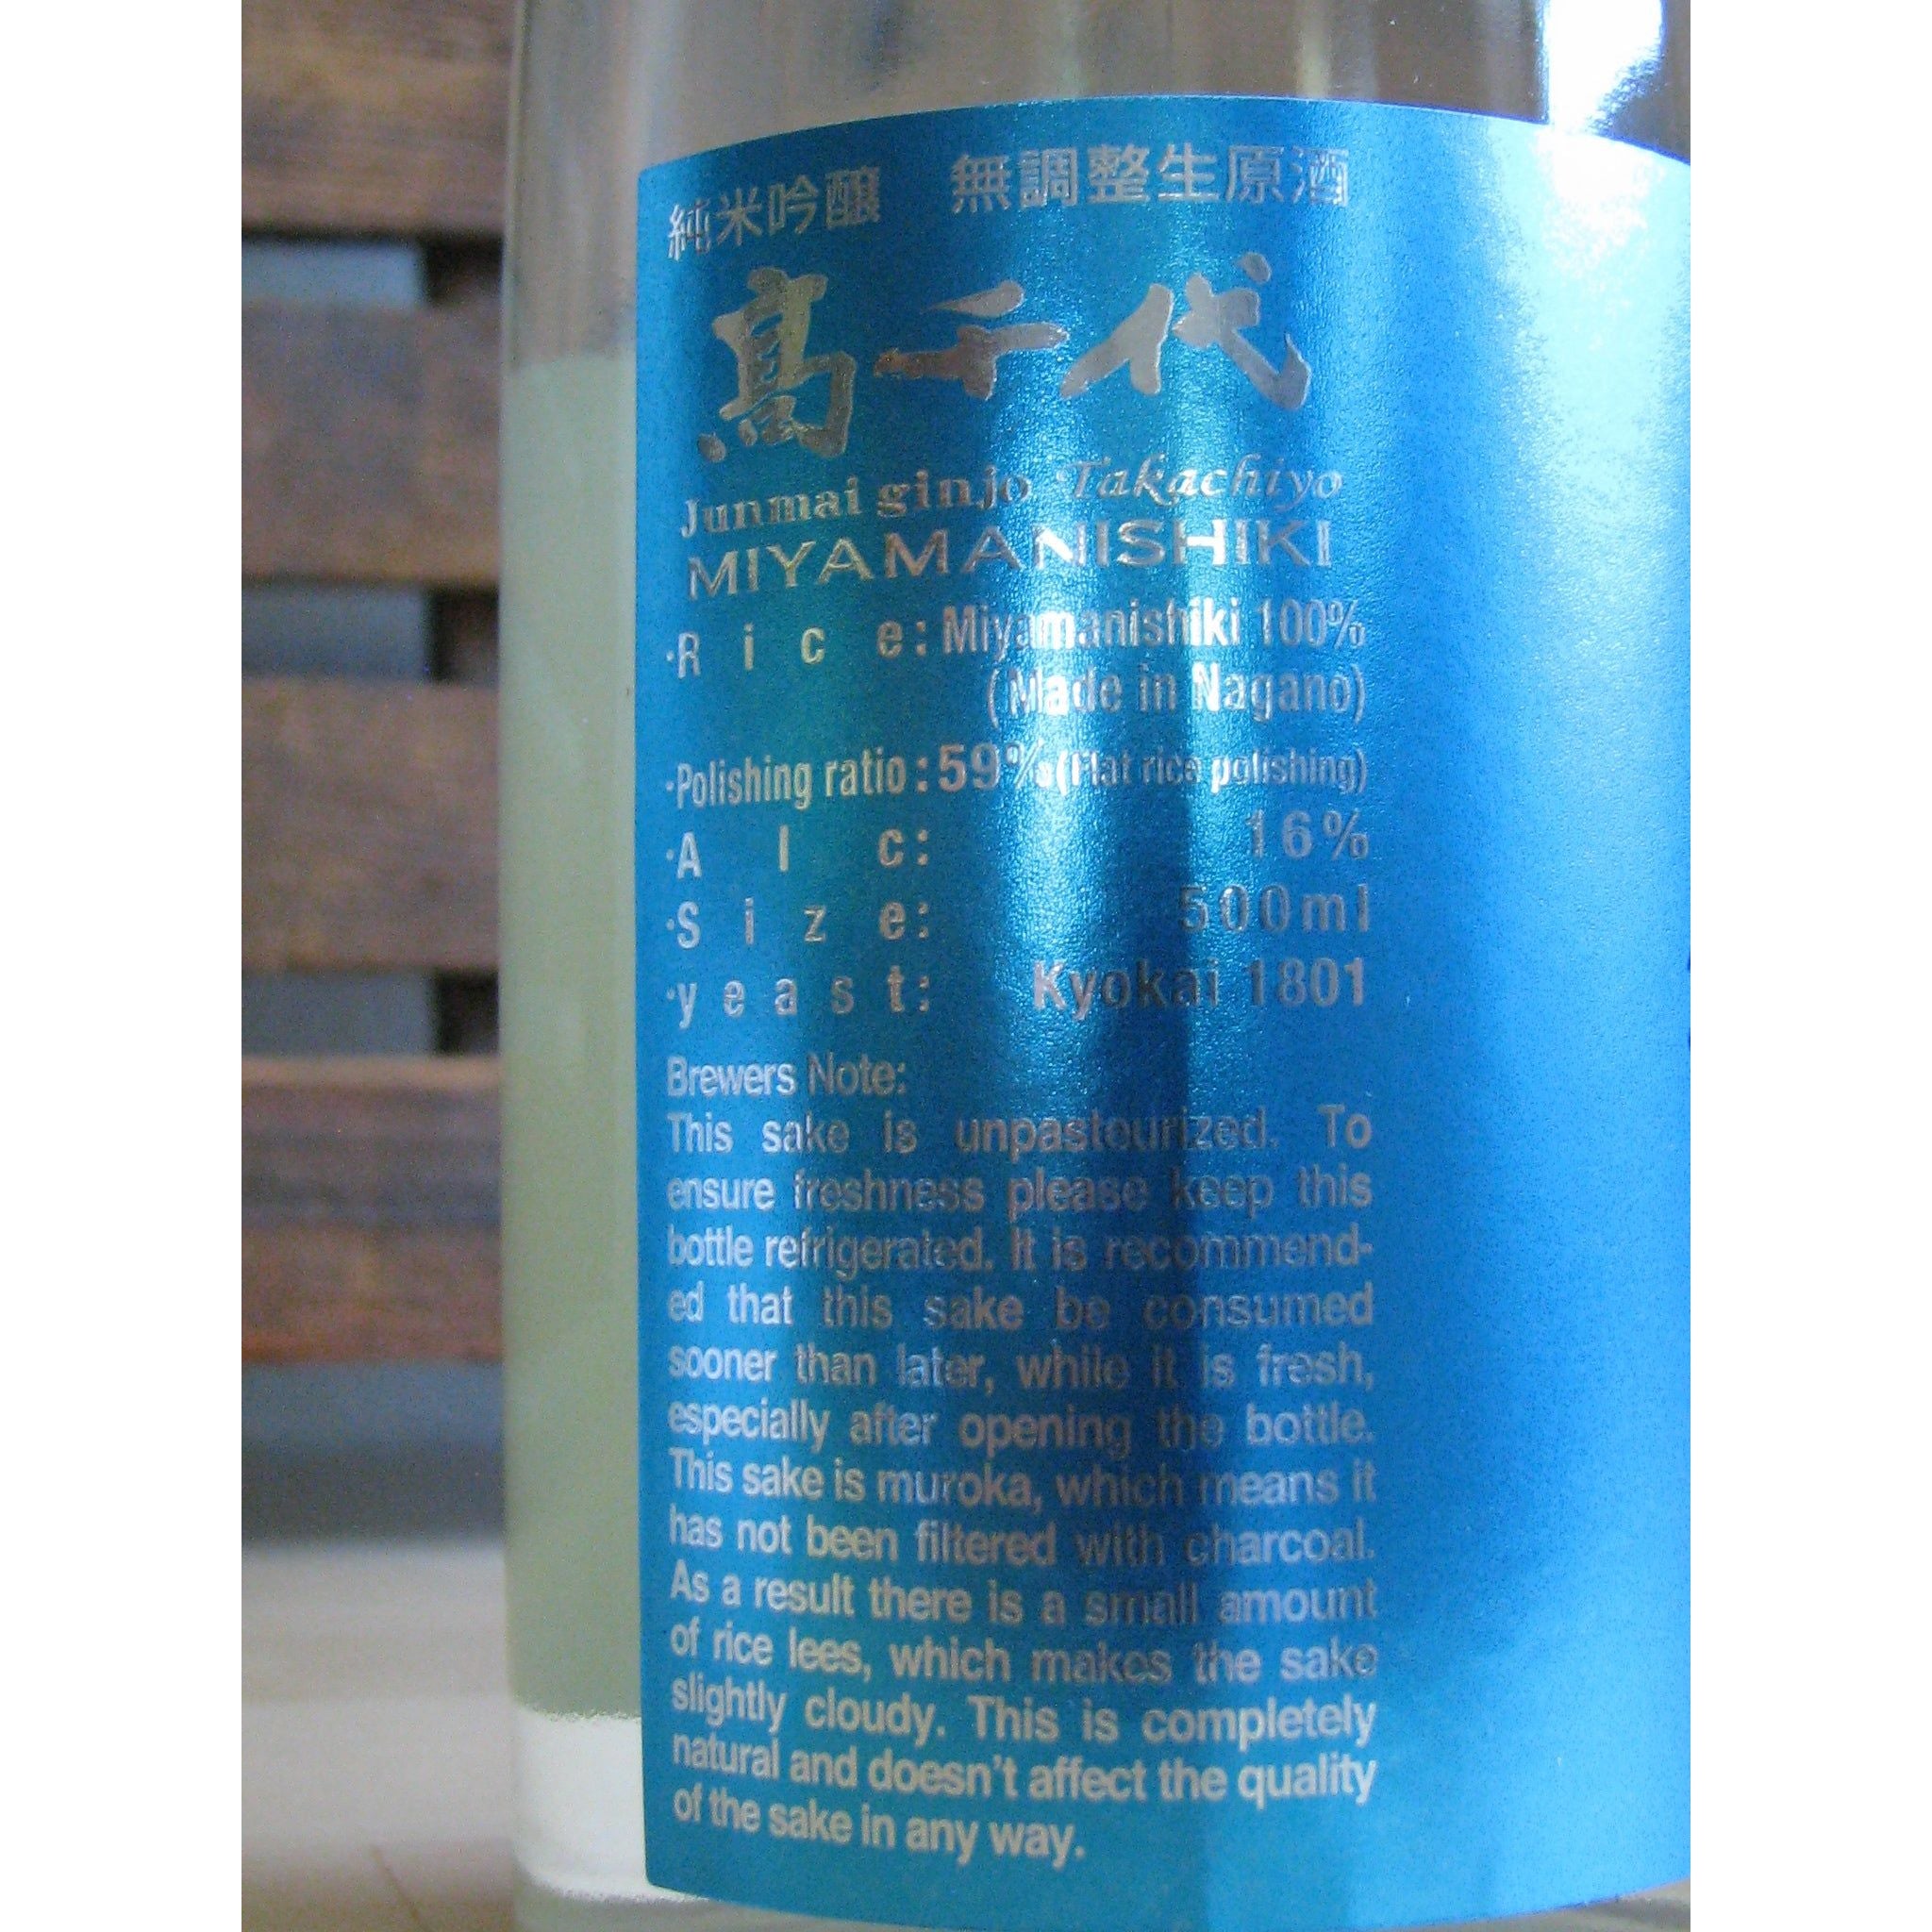 純米吟醸 無調整生原酒
髙千代
Junmai ginjo Takachiyo
MIYAMANISHIKI
·Rice: Miyamanishiki 100%
(Made in Nagano)
·Polishing ratio: 59% (Flat rice polishing)
·Alc: 16%
·Size: 500ml
·yeast: Kyokai 1801
Brewers Note:
This sake is unpasteurized. To
ensure freshness please keep this
bottle refrigerated. It is recommend-
ed that this sake be consumed
sooner than later, while it is fresh,
especially after opening the bottle.
This sake is muroka, which means it
has not been filtered with charcoal.
As a result there is a small amount
of rice lees, which makes the sake
slightly cloudy. This is completely
natural and doesn't affect the quality
of the sake in any way.